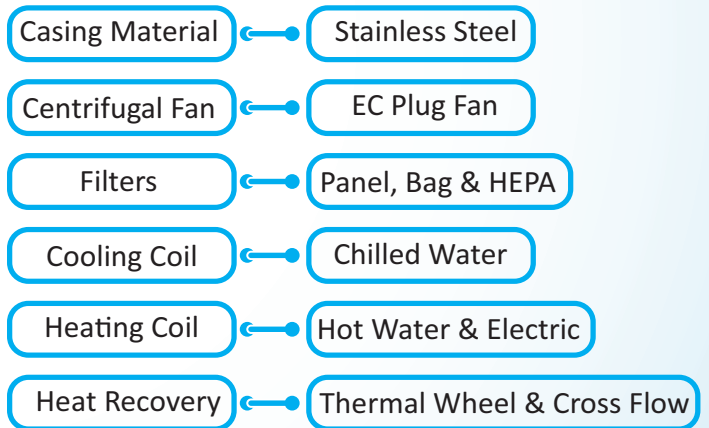 Casing Material Stainless Steel
Centrifugal Fan EC Plug Fan
Filters Panel, Bag & HEPA
Cooling Coil Chilled Water
Heating Coil Hot Water & Electric
Heat Recovery Thermal Wheel & Cross Flow